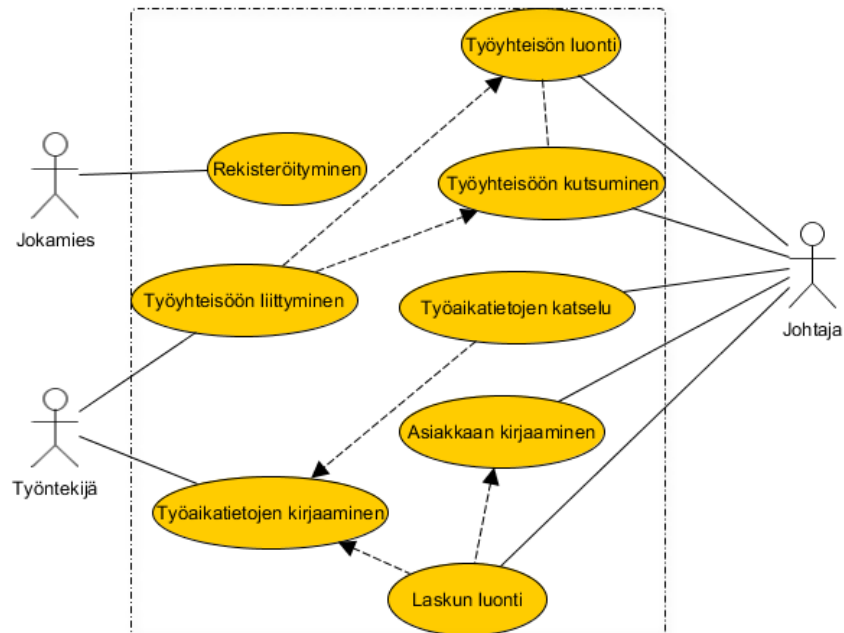 Työyhteisön luonti
Rekisteröityminen
Työyhteisöön kutsuminen
Jokamies
Työyhteisöön liittyminen
Työaikatietojen katselu
Johtaja
Asiakkaan kirjaaminen
Työntekijä
Työaikatietojen kirjaaminen
Laskun luonti